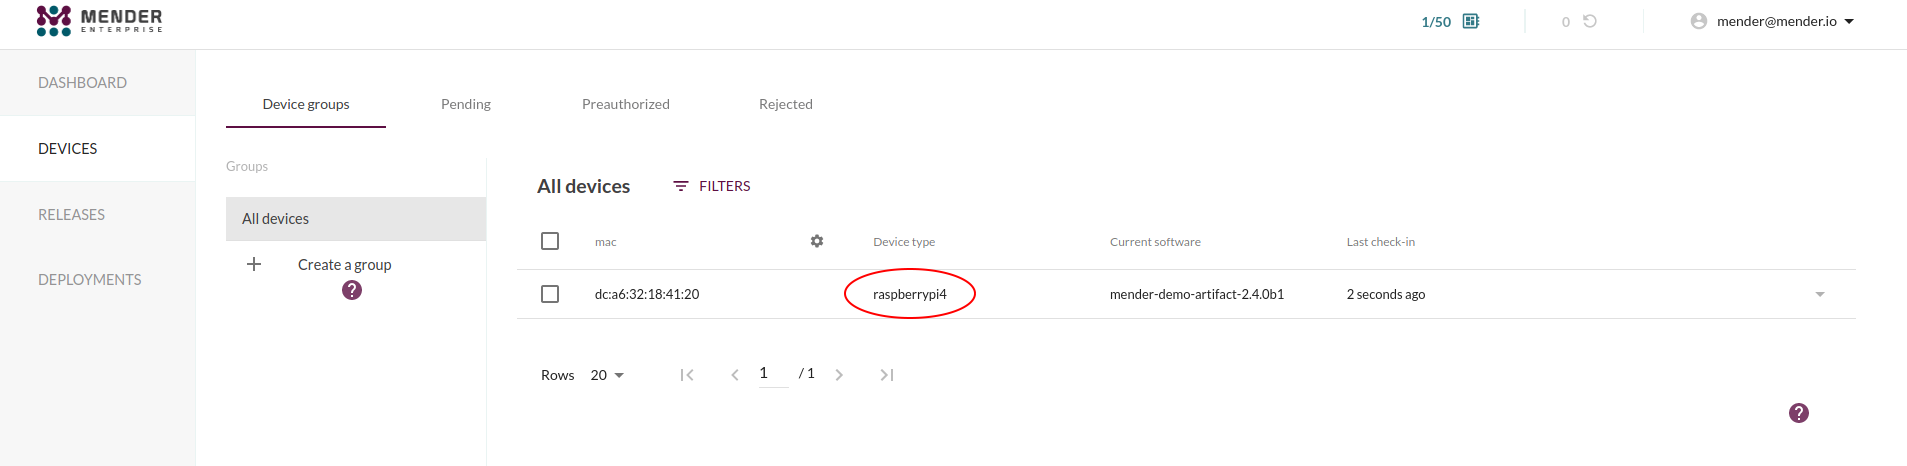 MENDER
ENTERPRISE
1/50
0
mender@mender.io
DASHBOARD
DEVICES
RELEASES
DEPLOYMENTS
Device groups Pending Preauthorized Rejected
Groups
All devices
Create a group
?
All devices FILTERS
mac Device type Current software Last check-in
dc:a6:32:18:41:20 raspberrypi4 mender-demo-artifact-2.4.0b1 2 seconds ago
Rows 20 1 / 1
?